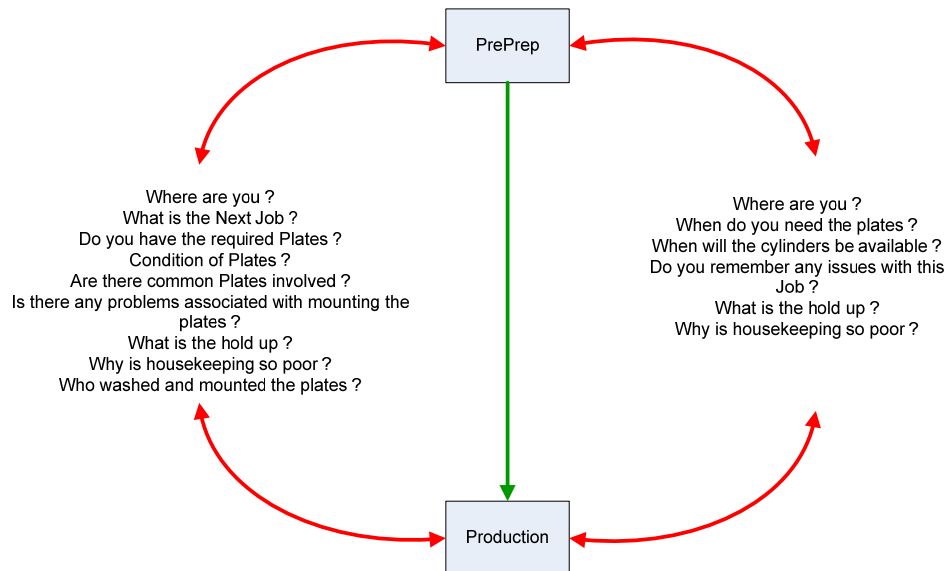 PrePrep
Where are you ?
What is the Next Job ?
Do you have the required Plates ?
Condition of Plates ?
Are there common Plates involved ?
Is there any problems associated with mounting the
plates ?
What is the hold up ?
Why is housekeeping so poor ?
Who washed and mounted the plates ?
Where are you ?
When do you need the plates ?
When will the cylinders be available ?
Do you remember any issues with this
Job ?
What is the hold up ?
Why is housekeeping so poor ?
Production